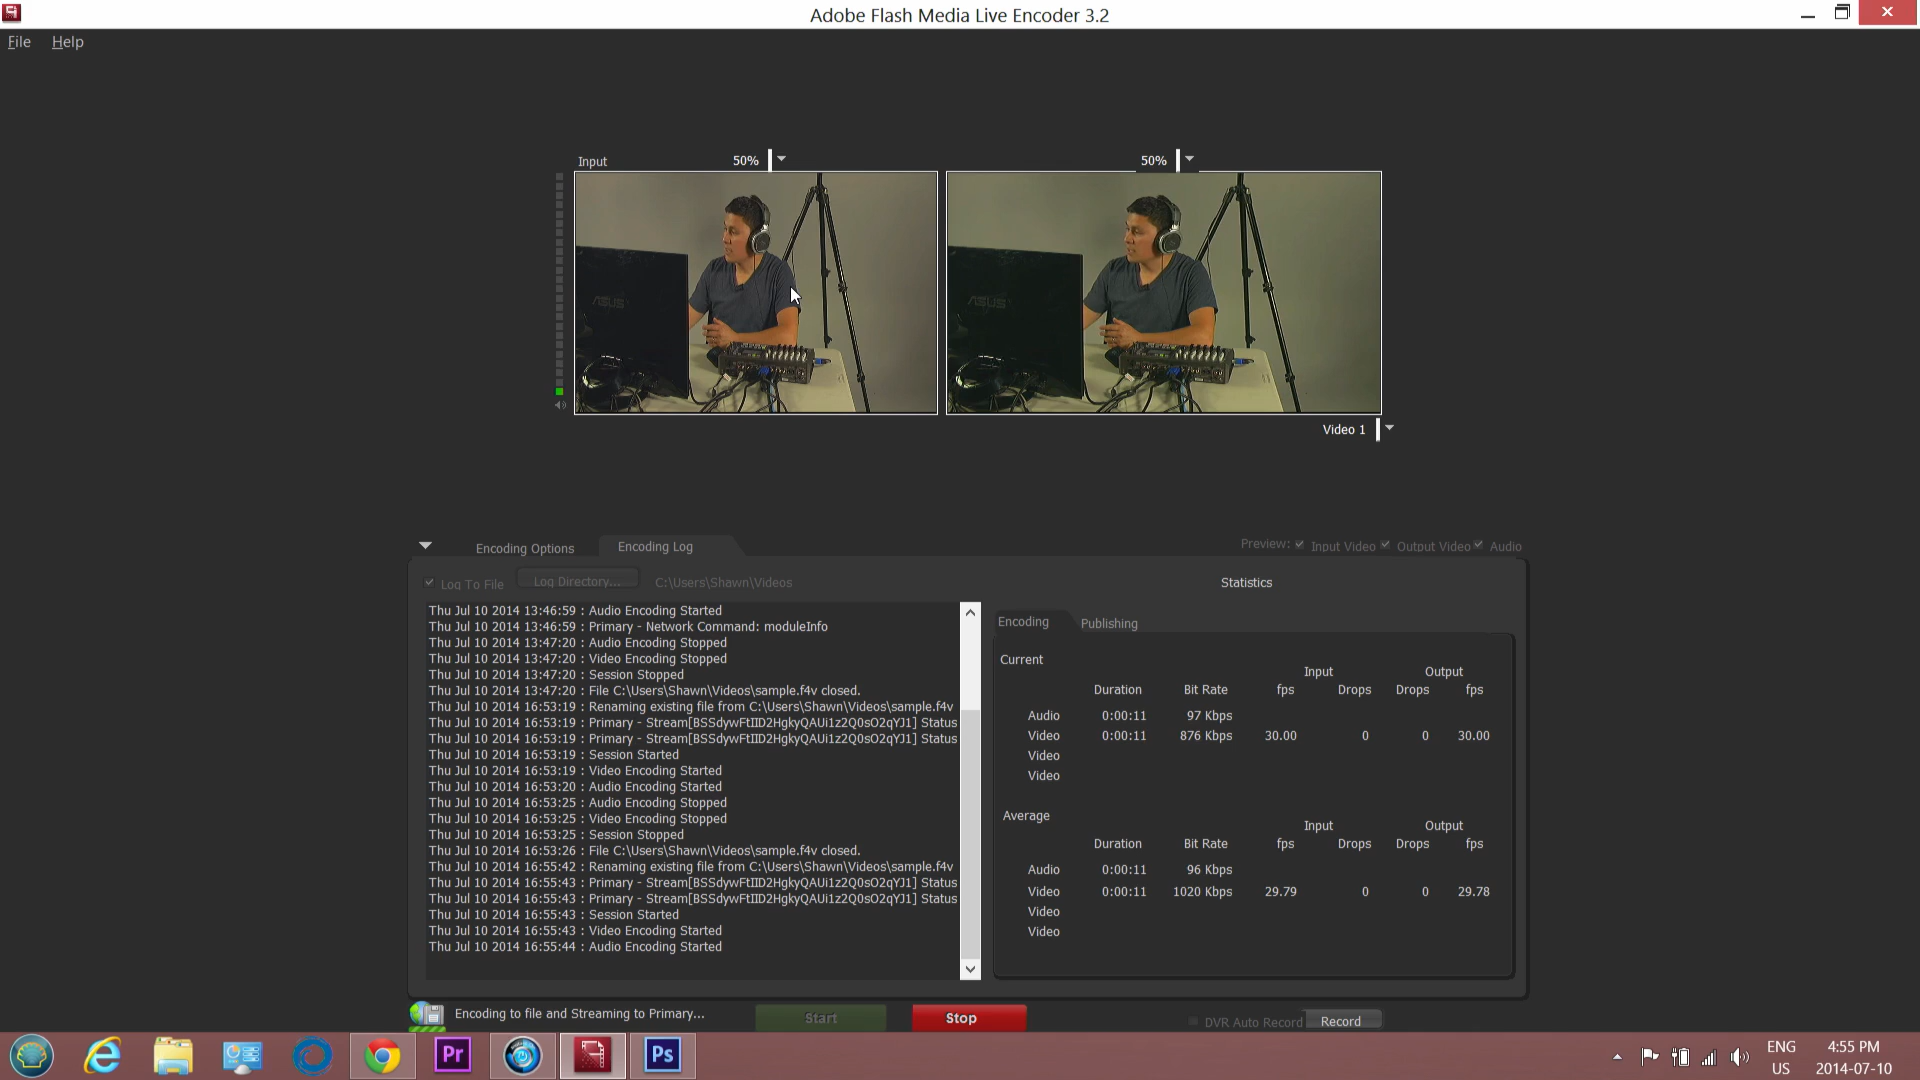 Adobe Flash Media Live Encoder 3.2
File Help
Input 50% 50%
ASUS ASUS
Video 1
Encoding Options Encoding Log Preview: Input Video Output Video Audio
Log To File Log Directory... C:\Users\Shawn\Videos Statistics
Thu Jul 10 2014 13:46:59 : Audio Encoding Started
Thu Jul 10 2014 13:46:59 : Primary - Network Command: moduleInfo
Thu Jul 10 2014 13:47:20 : Audio Encoding Stopped
Thu Jul 10 2014 13:47:20 : Video Encoding Stopped
Thu Jul 10 2014 13:47:20 : Session Stopped
Thu Jul 10 2014 13:47:20 : File C:\Users\Shawn\Videos\sample.f4v closed.
Thu Jul 10 2014 16:53:19 : Renaming existing file from C:\Users\Shawn\Videos\sample.f4v
Thu Jul 10 2014 16:53:19 : Primary - Stream[BSSdywFtIID2HgkyQAUi1z2Q0sO2qYJ1] Status
Thu Jul 10 2014 16:53:19 : Primary - Stream[BSSdywFtIID2HgkyQAUi1z2Q0sO2qYJ1] Status
Thu Jul 10 2014 16:53:19 : Session Started
Thu Jul 10 2014 16:53:19 : Video Encoding Started
Thu Jul 10 2014 16:53:20 : Audio Encoding Started
Thu Jul 10 2014 16:53:25 : Audio Encoding Stopped
Thu Jul 10 2014 16:53:25 : Video Encoding Stopped
Thu Jul 10 2014 16:53:25 : Session Stopped
Thu Jul 10 2014 16:53:26 : File C:\Users\Shawn\Videos\sample.f4v closed.
Thu Jul 10 2014 16:55:42 : Renaming existing file from C:\Users\Shawn\Videos\sample.f4v
Thu Jul 10 2014 16:55:43 : Primary - Stream[BSSdywFtIID2HgkyQAUi1z2Q0sO2qYJ1] Status
Thu Jul 10 2014 16:55:43 : Primary - Stream[BSSdywFtIID2HgkyQAUi1z2Q0sO2qYJ1] Status
Thu Jul 10 2014 16:55:43 : Session Started
Thu Jul 10 2014 16:55:43 : Video Encoding Started
Thu Jul 10 2014 16:55:44 : Audio Encoding Started
Encoding Publishing
Current
Input Output
Duration Bit Rate fps Drops Drops fps
Audio 0:00:11 97 Kbps
Video 0:00:11 876 Kbps 30.00 0 0 30.00
Video
Video
Average
Input Output
Duration Bit Rate fps Drops Drops fps
Audio 0:00:11 96 Kbps
Video 0:00:11 1020 Kbps 29.79 0 0 29.78
Video
Video
Encoding to file and Streaming to Primary... Start Stop DVR Auto Record Record
Pr Ps
ENG 4:55 PM
US 2014-07-10